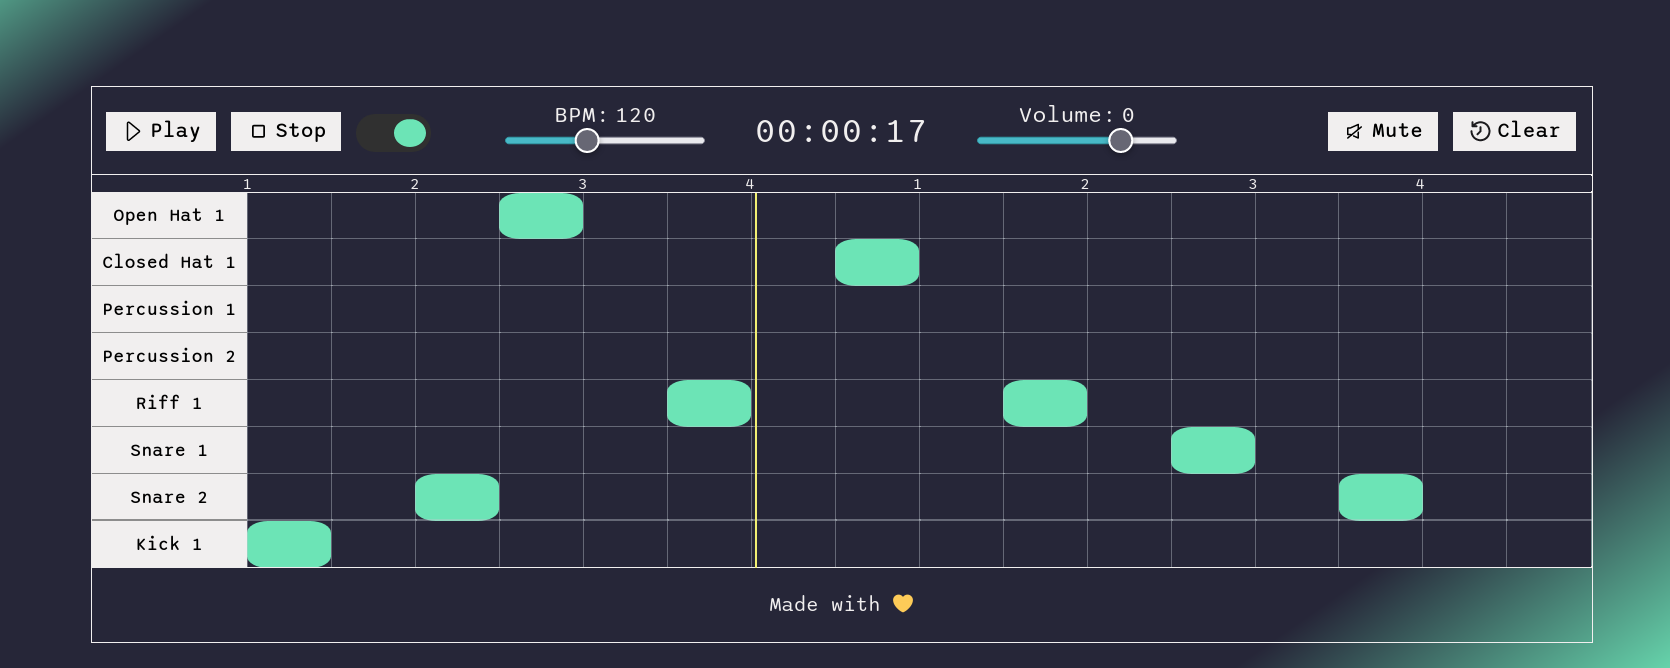 Play Stop BPM: 120 00:00:17 Volume: 0 Mute Clear
1 2 3 4 1 2 3 4
Open Hat 1
Closed Hat 1
Percussion 1
Percussion 2
Riff 1
Snare 1
Snare 2
Kick 1
Made with 💛